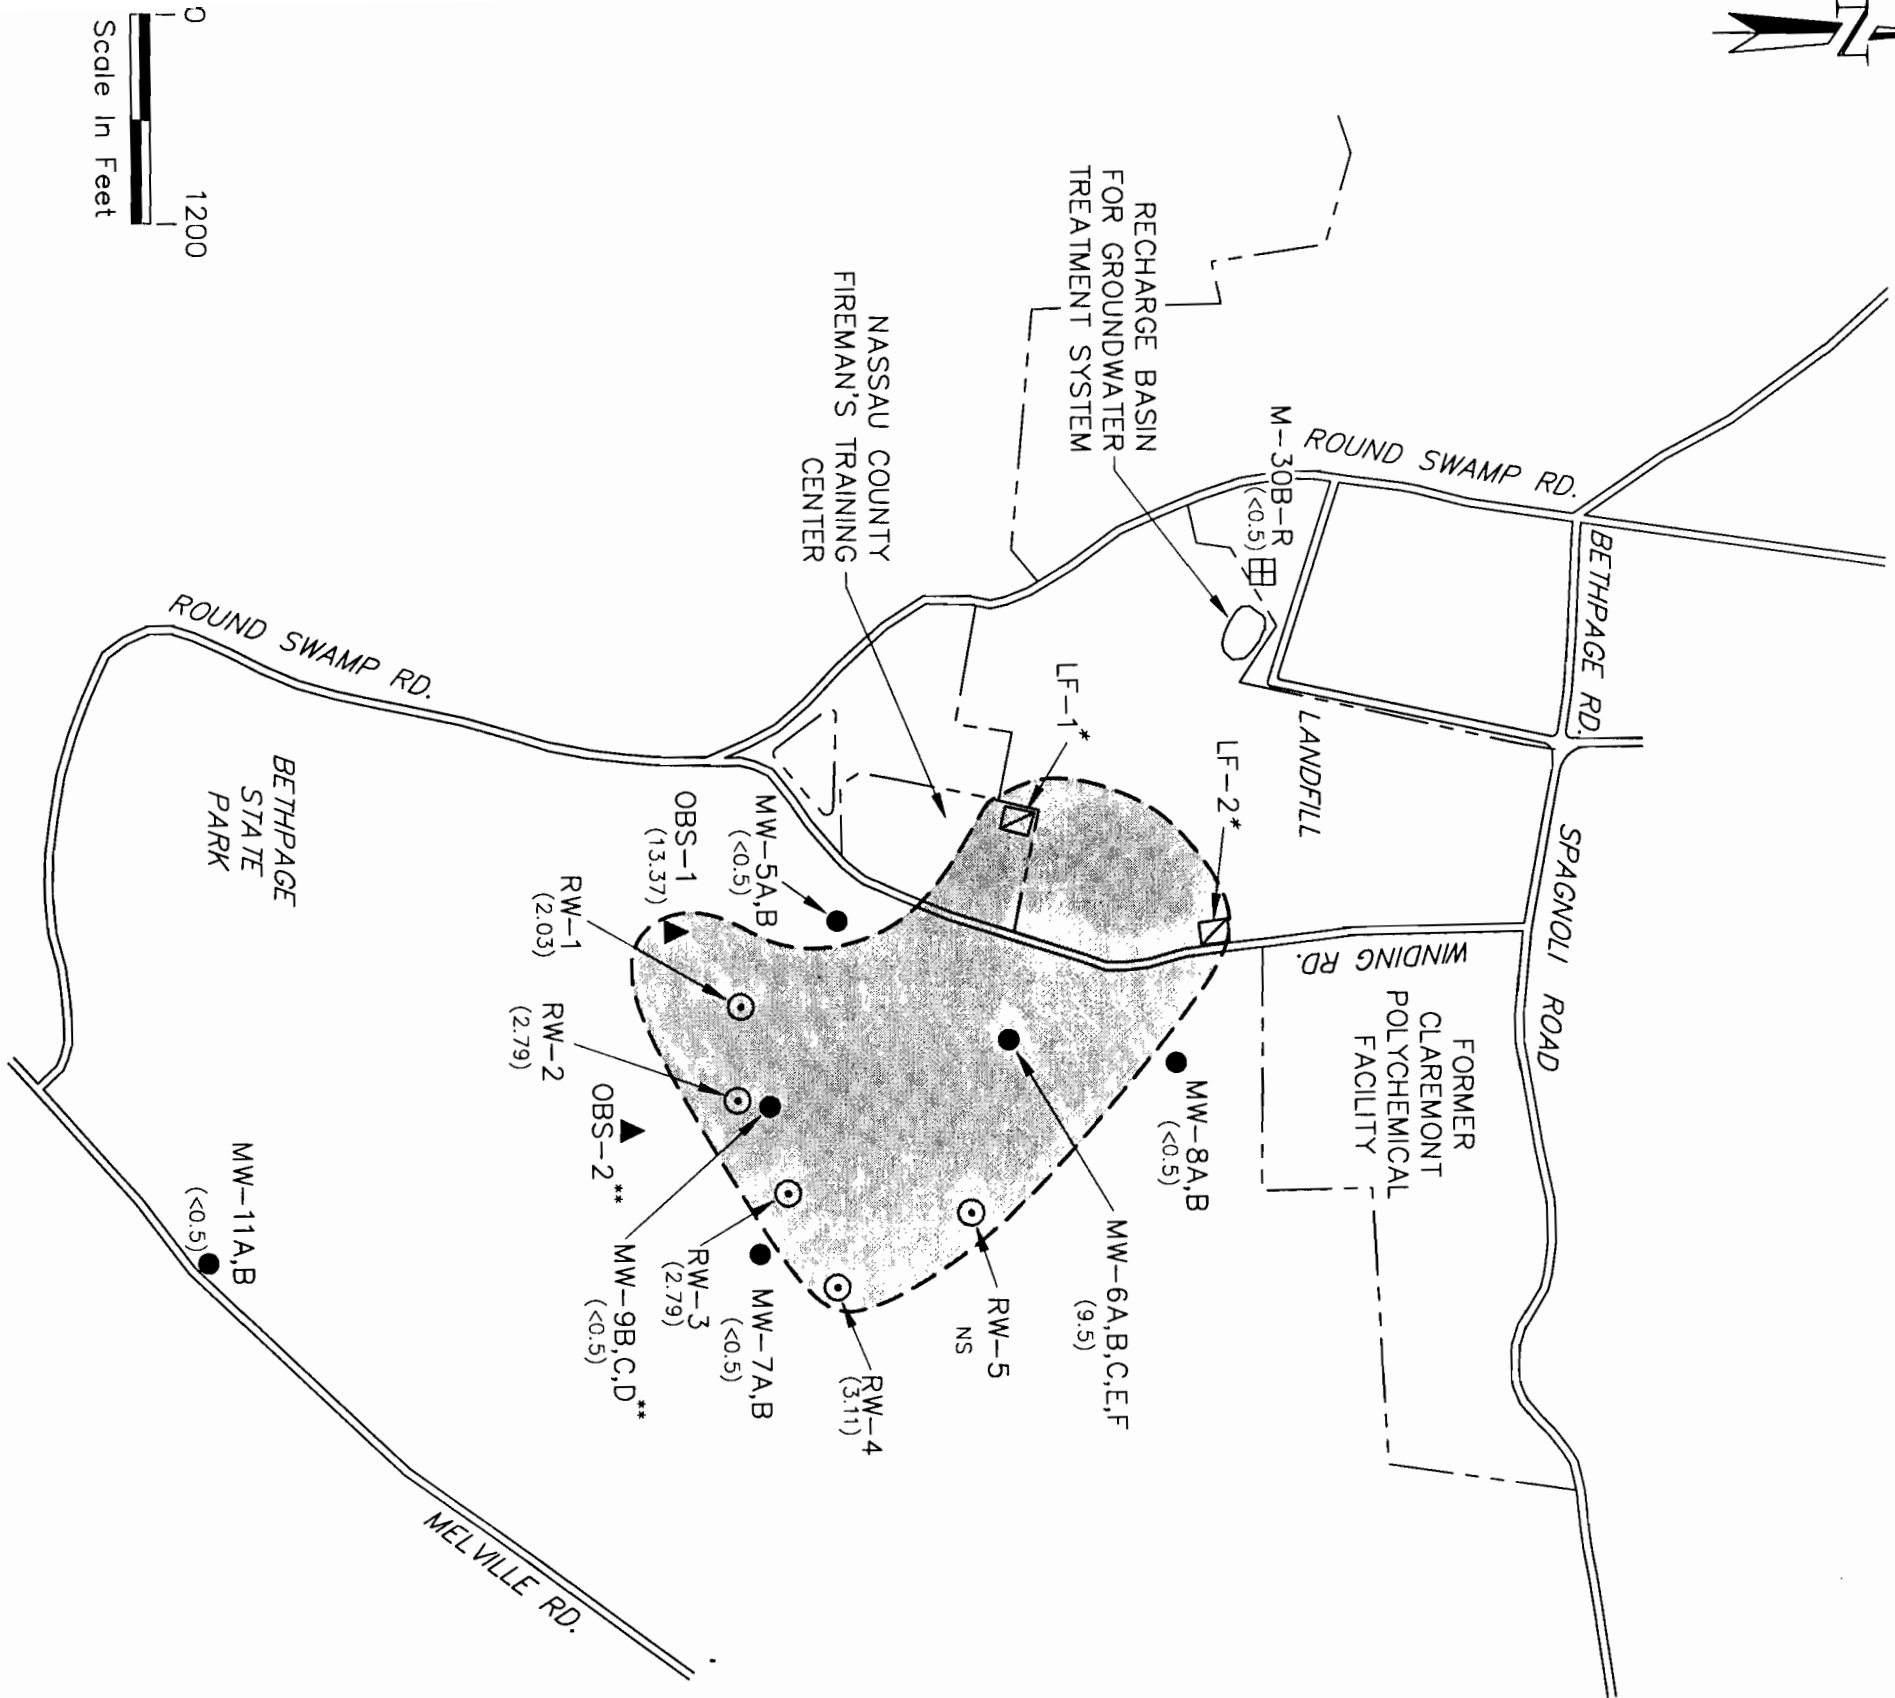 N
0
1200
Scale In Feet
RECHARGE BASIN
FOR GROUNDWATER
TREATMENT SYSTEM
NASSAU COUNTY
FIREMAN'S TRAINING
CENTER
M-30B-R
(<0.5)
ROUND SWAMP RD.
BETHPAGE RD.
ROUND SWAMP RD.
LF-1*
LF-2*
LANDFILL
SPAGNOLI ROAD
WINDING RD.
FORMER
CLAREMONT
POLYCHEMICAL
FACILITY
BETHPAGE
STATE
PARK
MW-5A,B
(<0.5)
OBS-1
(13.37)
RW-1
(2.03)
RW-2
(2.79)
OBS-2**
MW-8A,B
(<0.5)
MW-6A,B,C,E,F
(9.5)
RW-5
NS
RW-4
(3.11)
MW-7A,B
(<0.5)
RW-3
(2.79)
MW-9B,C,D**
(<0.5)
MW-11A,B
(<0.5)
MELVILLE RD.